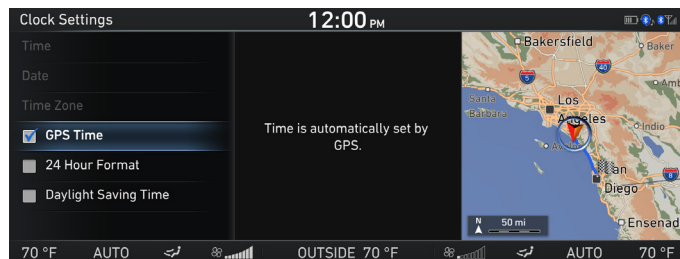 Clock Settings
12:00 PM
Time
Date
Time Zone
GPS Time
24 Hour Format
Daylight Saving Time
Time is automatically set by
GPS.
Bakersfield
Baker
40
5
Santa
Barbara
Los
Angeles
Indio
San
Diego
8
Ensenad
N
50 mi
70 °F
AUTO
OUTSIDE 70 °F
AUTO
70 °F